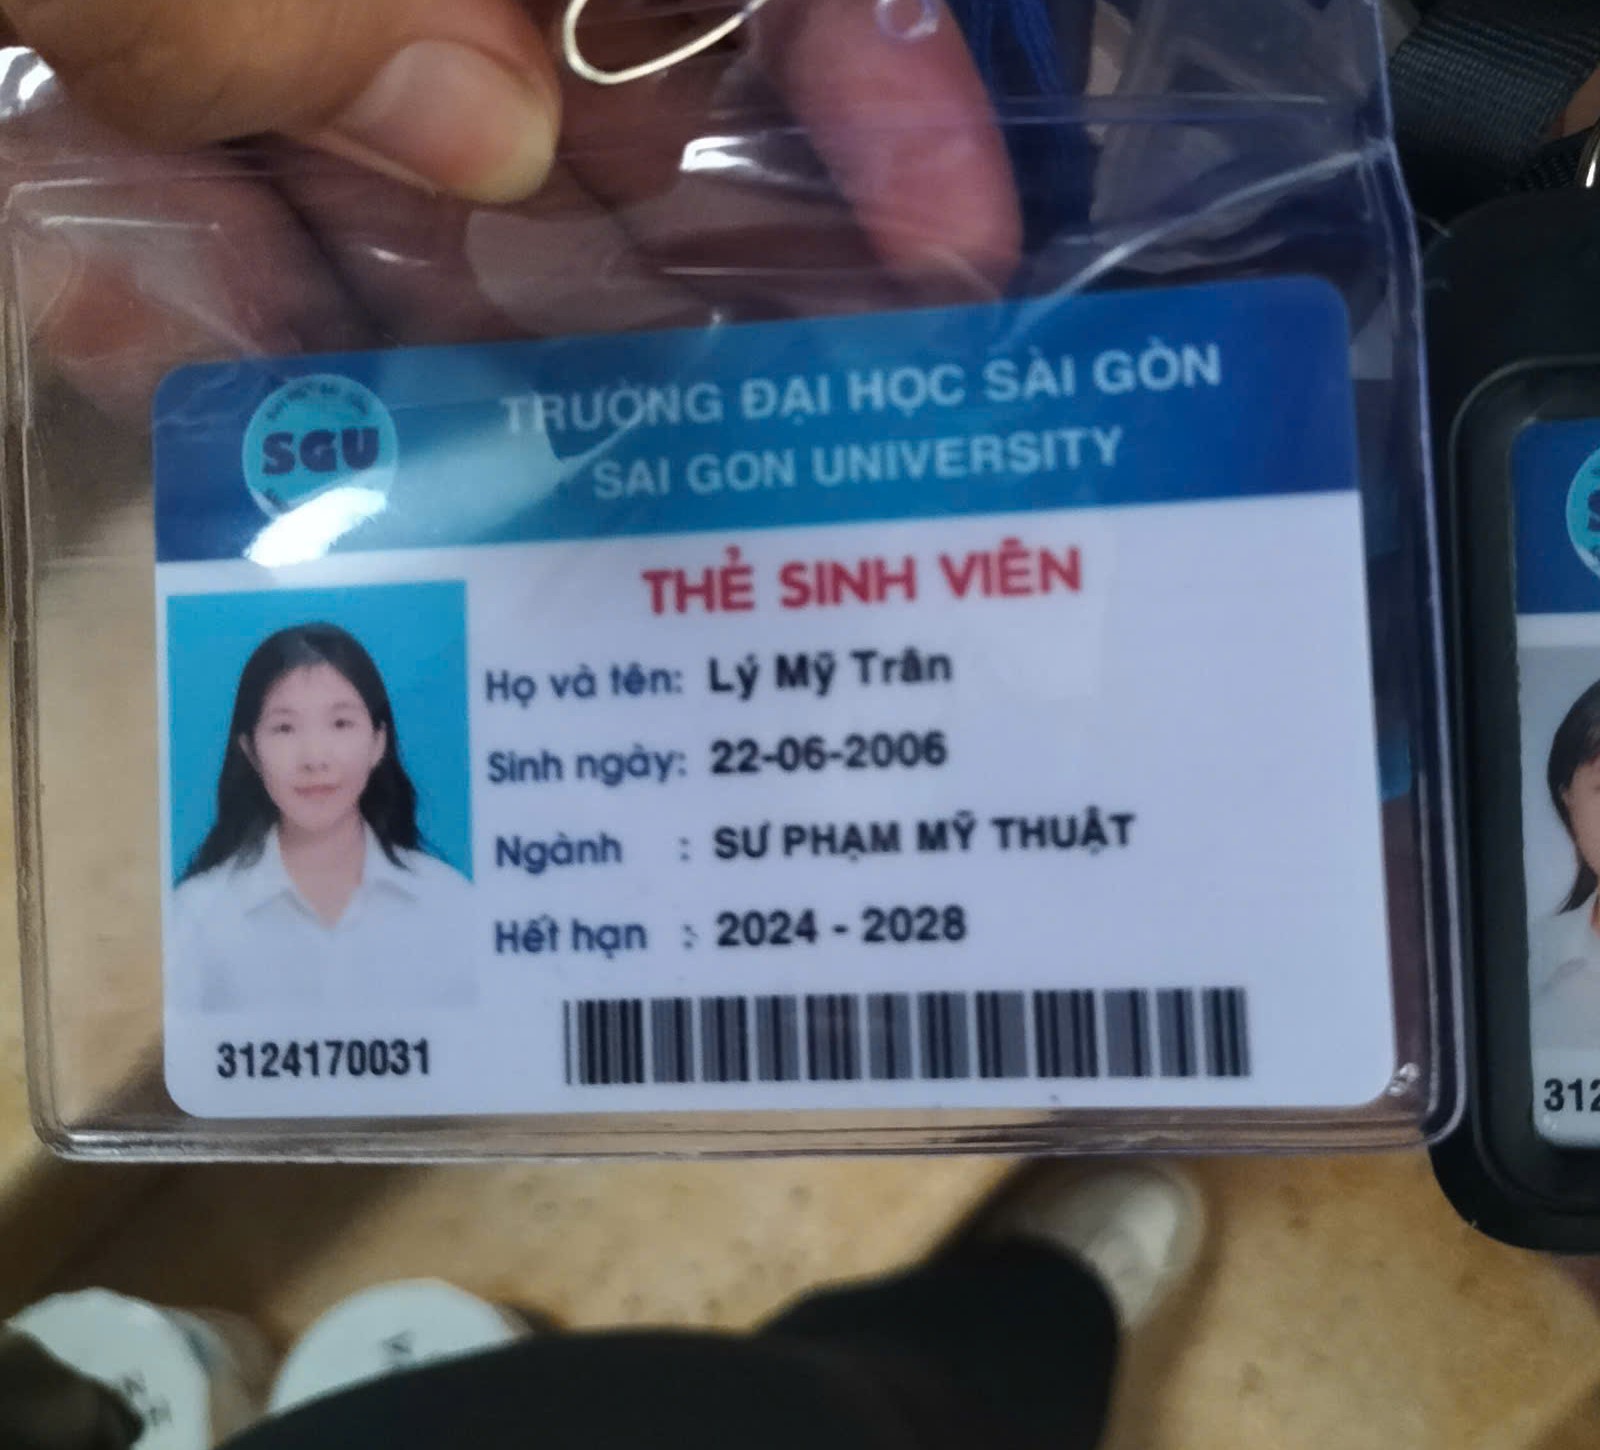 TRƯỜNG ĐẠI HỌC SÀI GÒN
SAI GON UNIVERSITY
SGU
THẺ SINH VIÊN
Họ và tên: Lý Mỹ Trân
Sinh ngày: 22-06-2006
Ngành : SƯ PHẠM MỸ THUẬT
Hết hạn : 2024 - 2028
3124170031
312